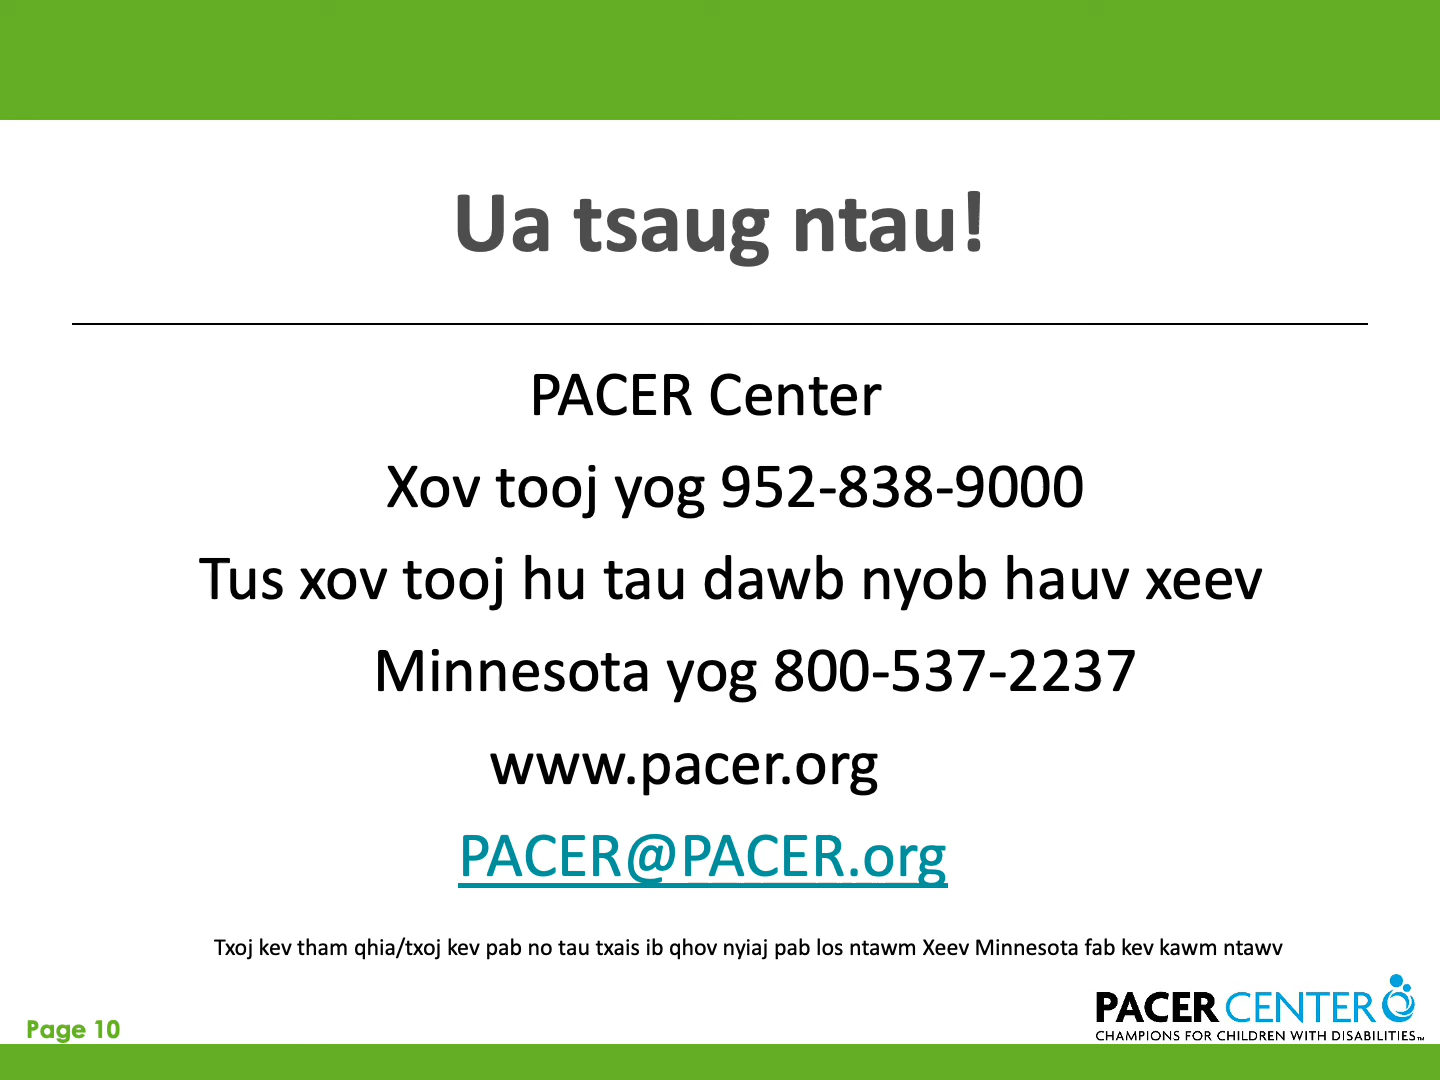 Ua tsaug ntau!
PACER Center
Xov tooj yog 952-838-9000
Tus xov tooj hu tau dawb nyob hauv xeev
Minnesota yog 800-537-2237
www.pacer.org
PACER@PACER.org
Txoj kev tham qhia/txoj kev pab no tau txais ib qhov nyiaj pab los ntawm Xeev Minnesota fab kev kawm ntawv
PACER CENTER
CHAMPIONS FOR CHILDREN WITH DISABILITIES™
Page 10